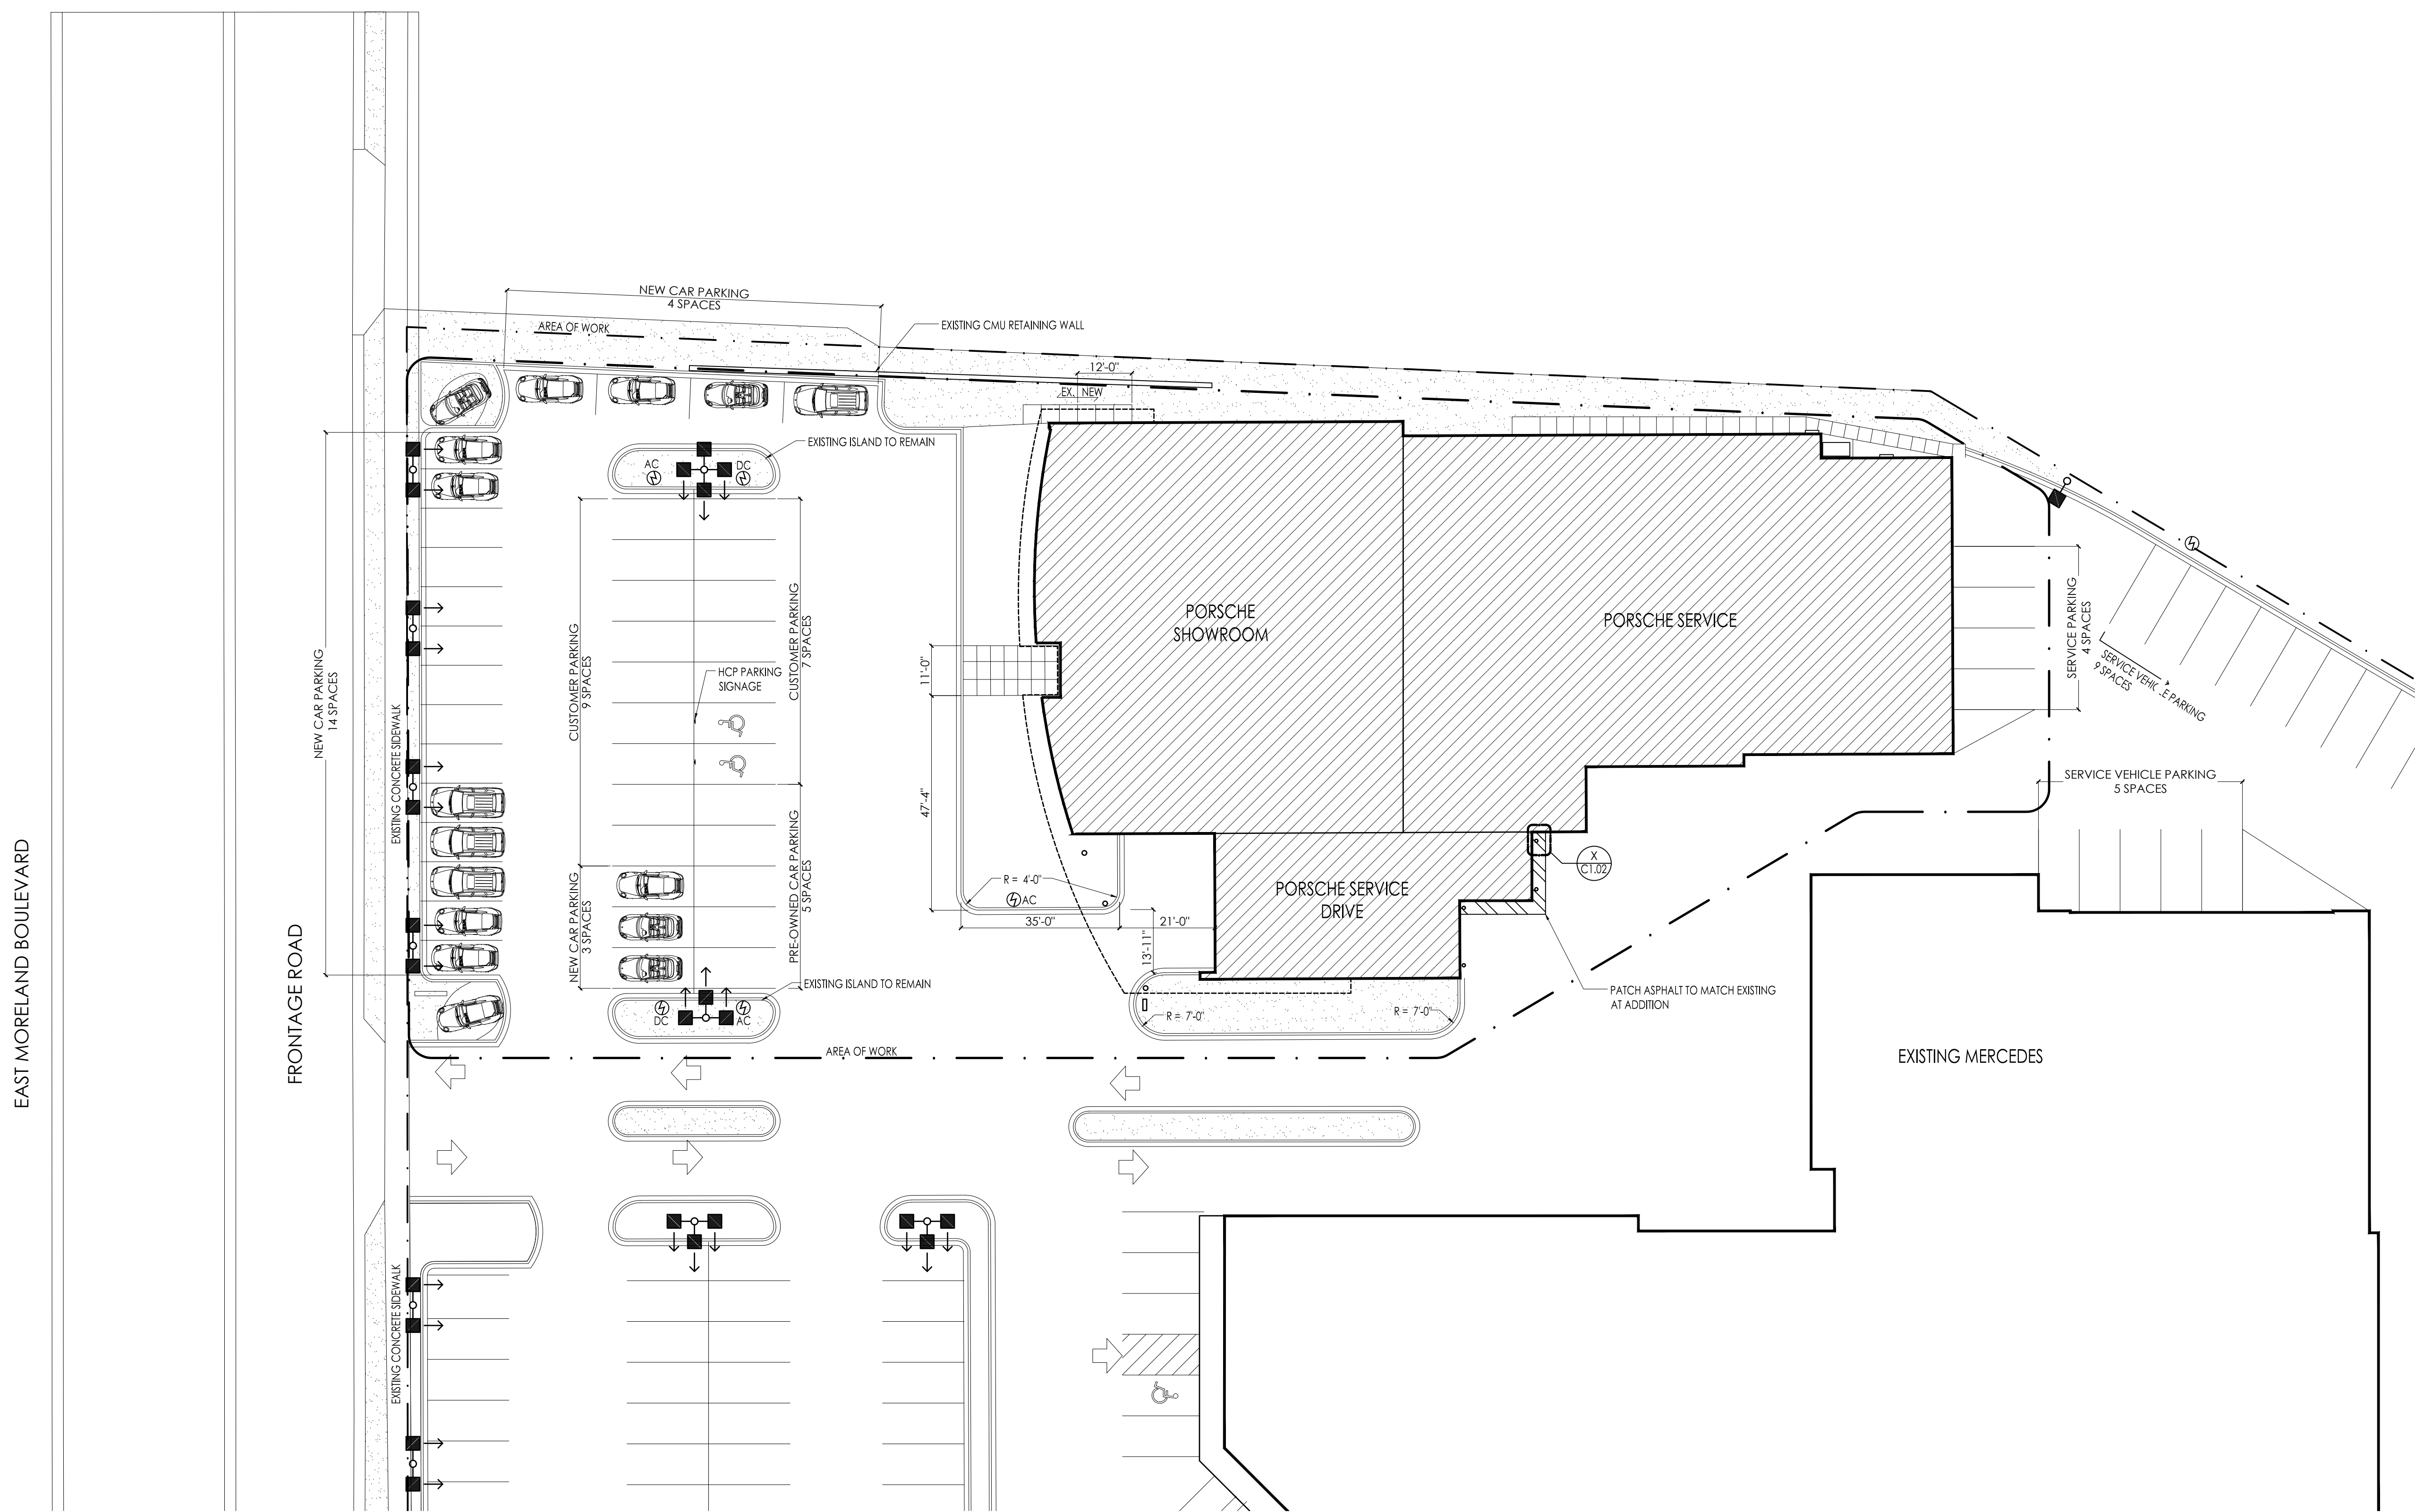 NEW CAR PARKING
4 SPACES
AREA OF WORK
EXISTING CMU RETAINING WALL
12'-0"
EX.
NEW
EXISTING ISLAND TO REMAIN
AC
DC
NEW CAR PARKING
14 SPACES
CUSTOMER PARKING
9 SPACES
CUSTOMER PARKING
7 SPACES
HCP PARKING
SIGNAGE
11'-0"
47'-4"
PORSCHE
SHOWROOM
PORSCHE SERVICE
SERVICE PARKING
4 SPACES
SERVICE VEHICLE PARKING
9 SPACES
SERVICE VEHICLE PARKING
5 SPACES
EXISTING CONCRETE SIDEWALK
NEW CAR PARKING
3 SPACES
PRE-OWNED CAR PARKING
5 SPACES
R = 4'-0"
AC
35'-0"
21'-0"
13'-11"
PORSCHE SERVICE
DRIVE
X
C1.02
EXISTING ISLAND TO REMAIN
DC
AC
R = 7'-0"
R = 7'-0"
PATCH ASPHALT TO MATCH EXISTING
AT ADDITION
AREA OF WORK
EXISTING MERCEDES
EAST MORELAND BOULEVARD
FRONTAGE ROAD
EXISTING CONCRETE SIDEWALK